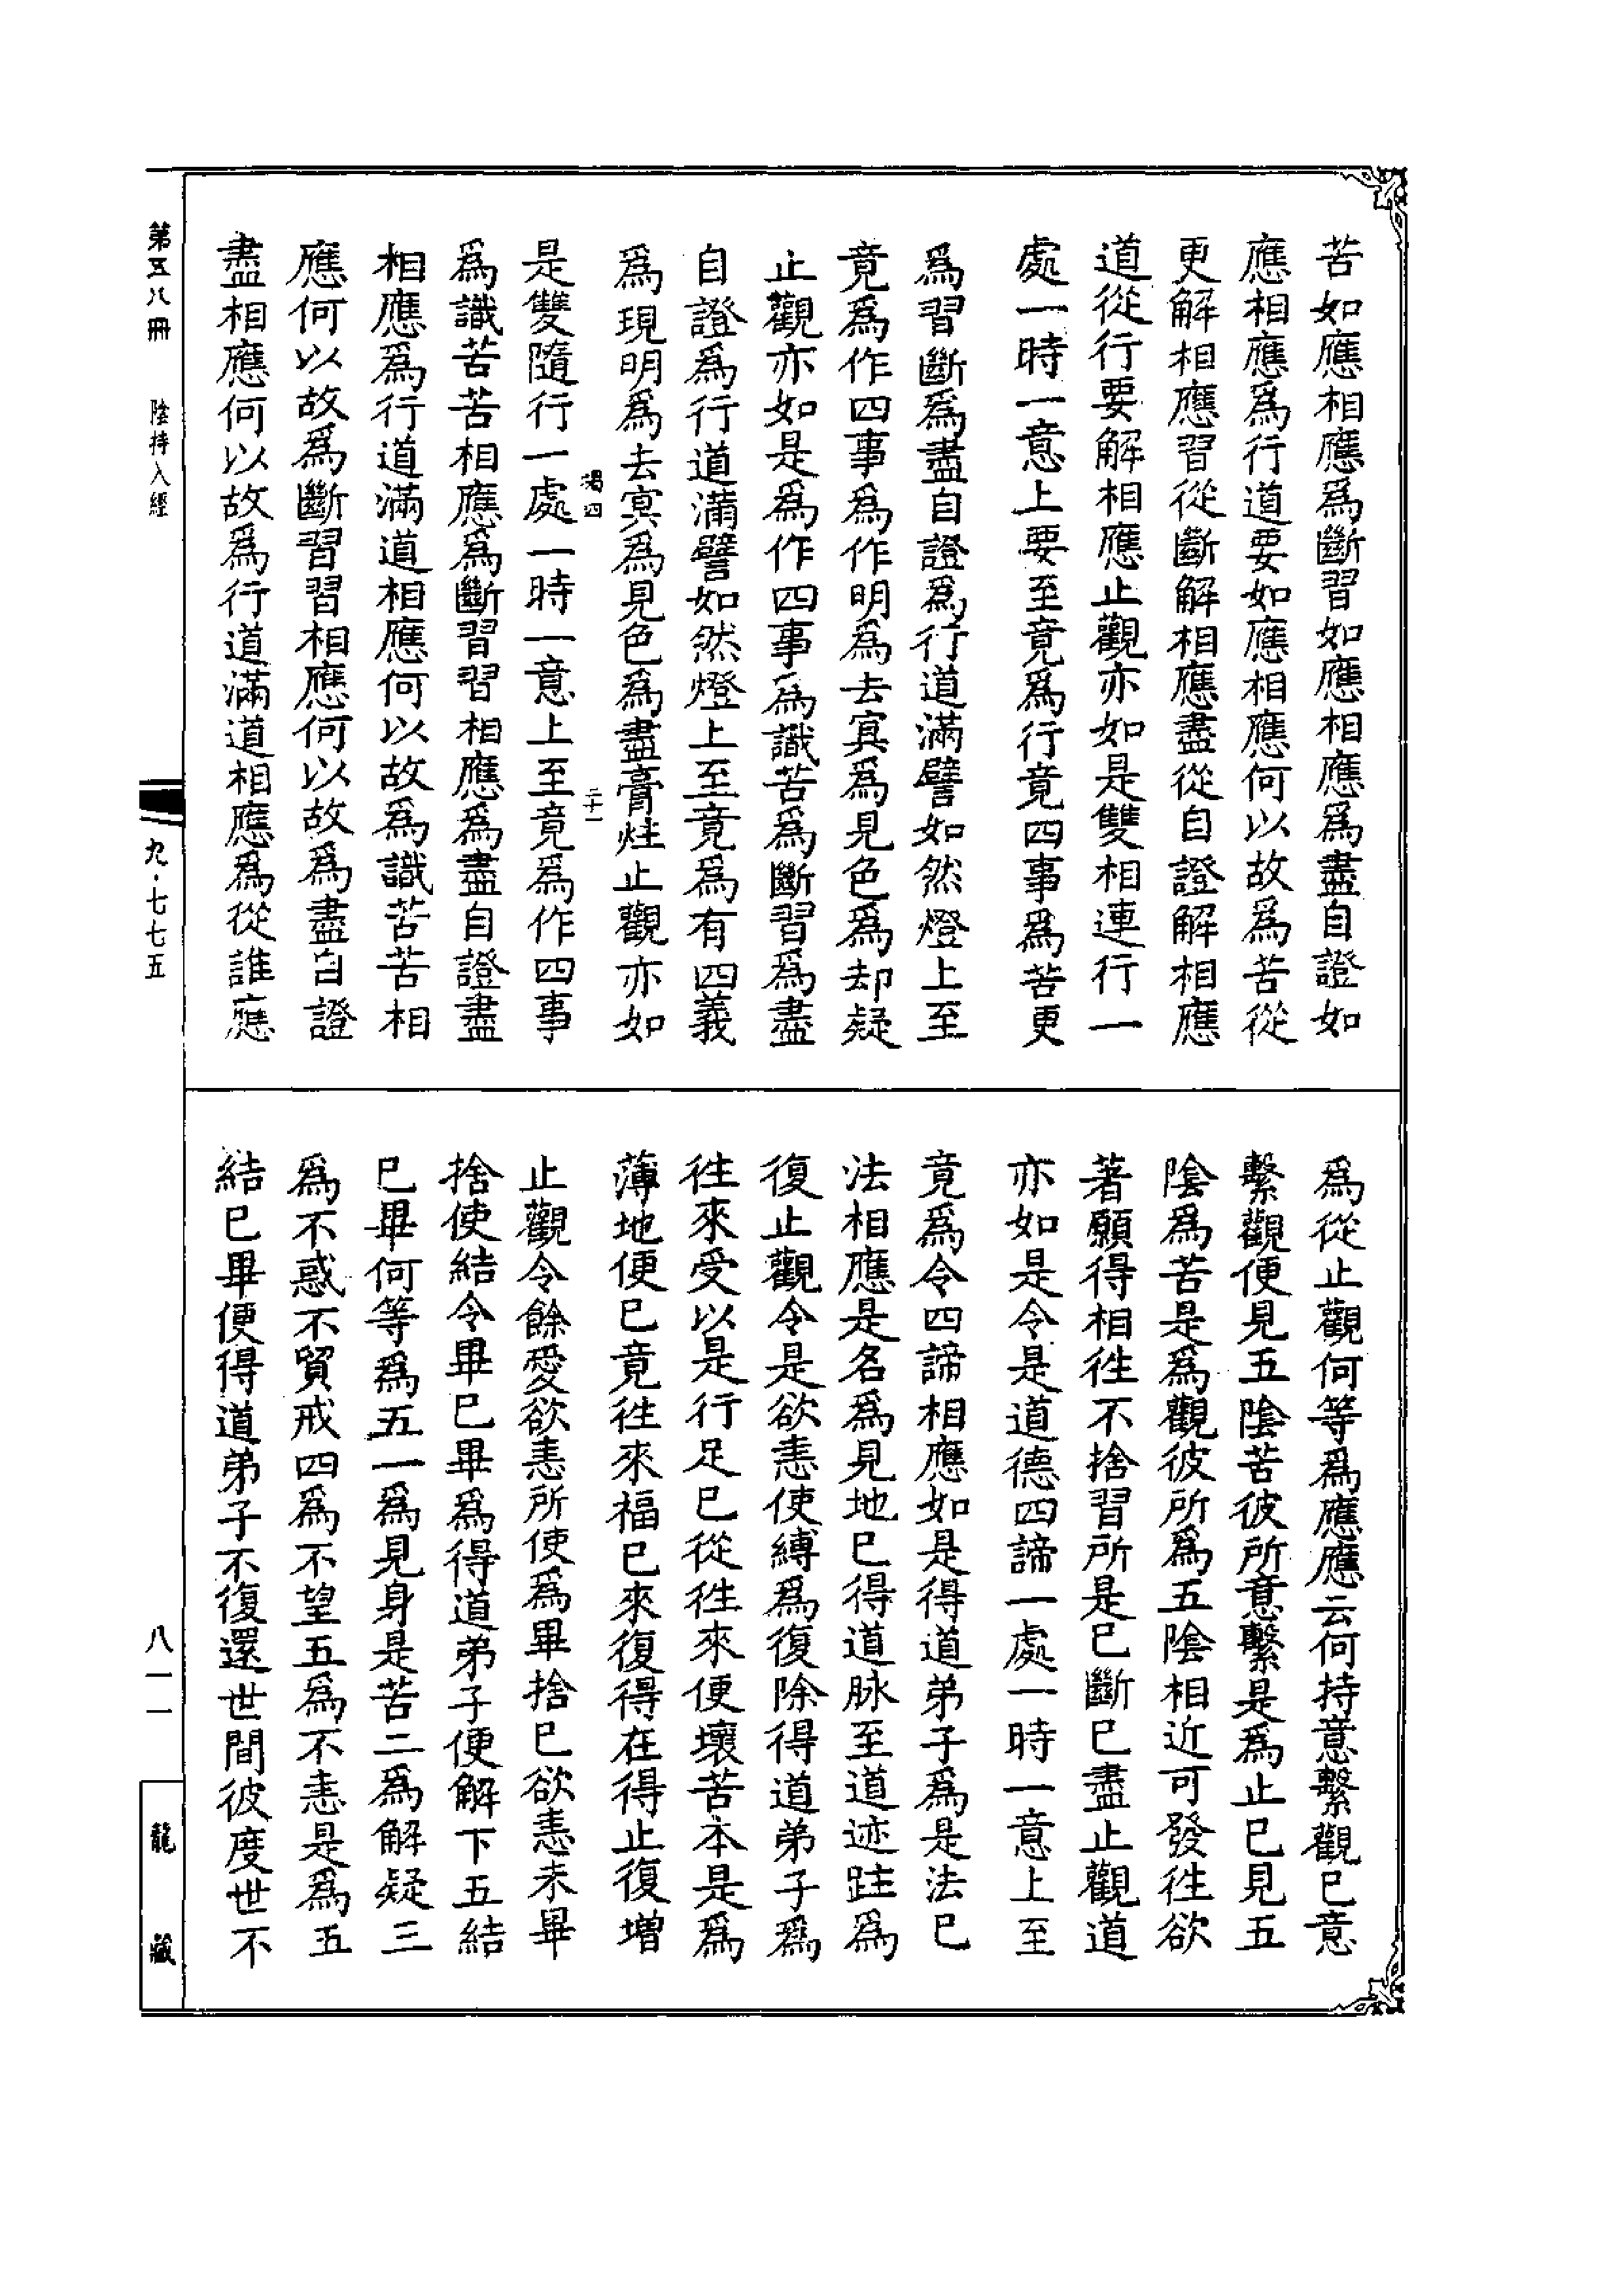 苦如應相應爲斷習如應相應爲盡自證如
應相應爲行道要如應相應何以故爲苦從
更解相應習從斷解相應盡從自證解相應
道從行要解相應止觀亦如是雙相連行一
處一時一意上要至竟爲行竟四事爲苦更
爲習斷爲盡自證爲行道滿譬如然燈上至
竟爲作四事爲作明爲去冥爲見色爲却疑
止觀亦如是爲作四事爲識苦爲斷習爲盡
自證爲行道滿譬如然燈上至竟爲有四義
爲現明爲去冥爲見色爲盡膏炷止觀亦如
楊四 二十一
是雙隨行一處一時一意上至竟爲作四事
爲識苦苦相應爲斷習習相應爲盡自證盡
相應爲行道滿道相應何以故爲識苦苦相
應何以故爲斷習習相應何以故爲盡自證
盡相應何以故爲行道滿道相應爲從誰應
爲從止觀何等爲應應云何持意繫觀已意
繫觀便見五陰苦彼所意繫是爲止已見五
陰爲苦是爲觀彼所爲五陰相近可發往欲
著願得相往不捨習所是已斷已盡止觀道
亦如是令是道德四諦一處一時一意上至
竟爲令四諦相應如是得道弟子爲是法已
法相應是名爲見地已得道脉至道迹跓爲
復止觀令是欲恚使縛爲復除得道弟子爲
往來受以是行足已從往來便壞苦本是爲
薄地便已竟往來福已來復得在得止復增
止觀令餘愛欲恚所使爲畢捨已欲恚未畢
捨使結令畢已畢爲得道弟子便解下五結
已畢何等爲五一爲見身是苦二爲解疑三
爲不惑不貿戒四爲不望五爲不恚是爲五
結已畢便得道弟子不復還世間彼度世不
第五八冊 陰持入經
九·七七五
八一一
龍藏